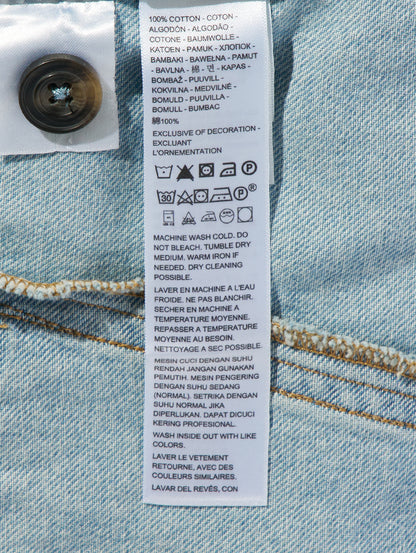 100% COTTON - COTON -
ALGODÓN - ALGODÃO -
COTONE - BAUMWOLLE -
KATOEN - PAMUK - ХЛОПОК -
BAMBAKI - BAWEŁNA - PAMUT
- BAVLNA - 棉 - 면 - KAPAS -
BOMBAŽ - PUUVILL -
KOKVILNA - MEDVILNĖ -
BOMULD - PUUVILLA -
BOMULL - BUMBAC
綿100%
EXCLUSIVE OF DECORATION -
EXCLUANT
L'ORNEMENTATION
30
MACHINE WASH COLD. DO
NOT BLEACH. TUMBLE DRY
MEDIUM. WARM IRON IF
NEEDED. DRY CLEANING
POSSIBLE.
LAVER EN MACHINE A L'EAU
FROIDE. NE PAS BLANCHIR.
SÉCHER EN MACHINE A
TEMPERATURE MOYENNE.
REPASSER A TEMPERATURE
MOYENNE AU BESOIN.
NETTOYAGE A SEC POSSIBLE.
MESIN CUCI DENGAN SUHU
RENDAH JANGAN GUNAKAN
PEMUTIH. MESIN PENGERING
DENGAN SUHU SEDANG
(NORMAL). SETRIKA DENGAN
SUHU NORMAL JIKA
DIPERLUKAN. DAPAT DICUCI
KERING PROFESIONAL.
WASH INSIDE OUT WITH LIKE
COLORS.
LAVER LE VETEMENT
RETOURNE, AVEC DES
COULEURS SIMILAIRES.
LAVAR DEL REVÉS, CON